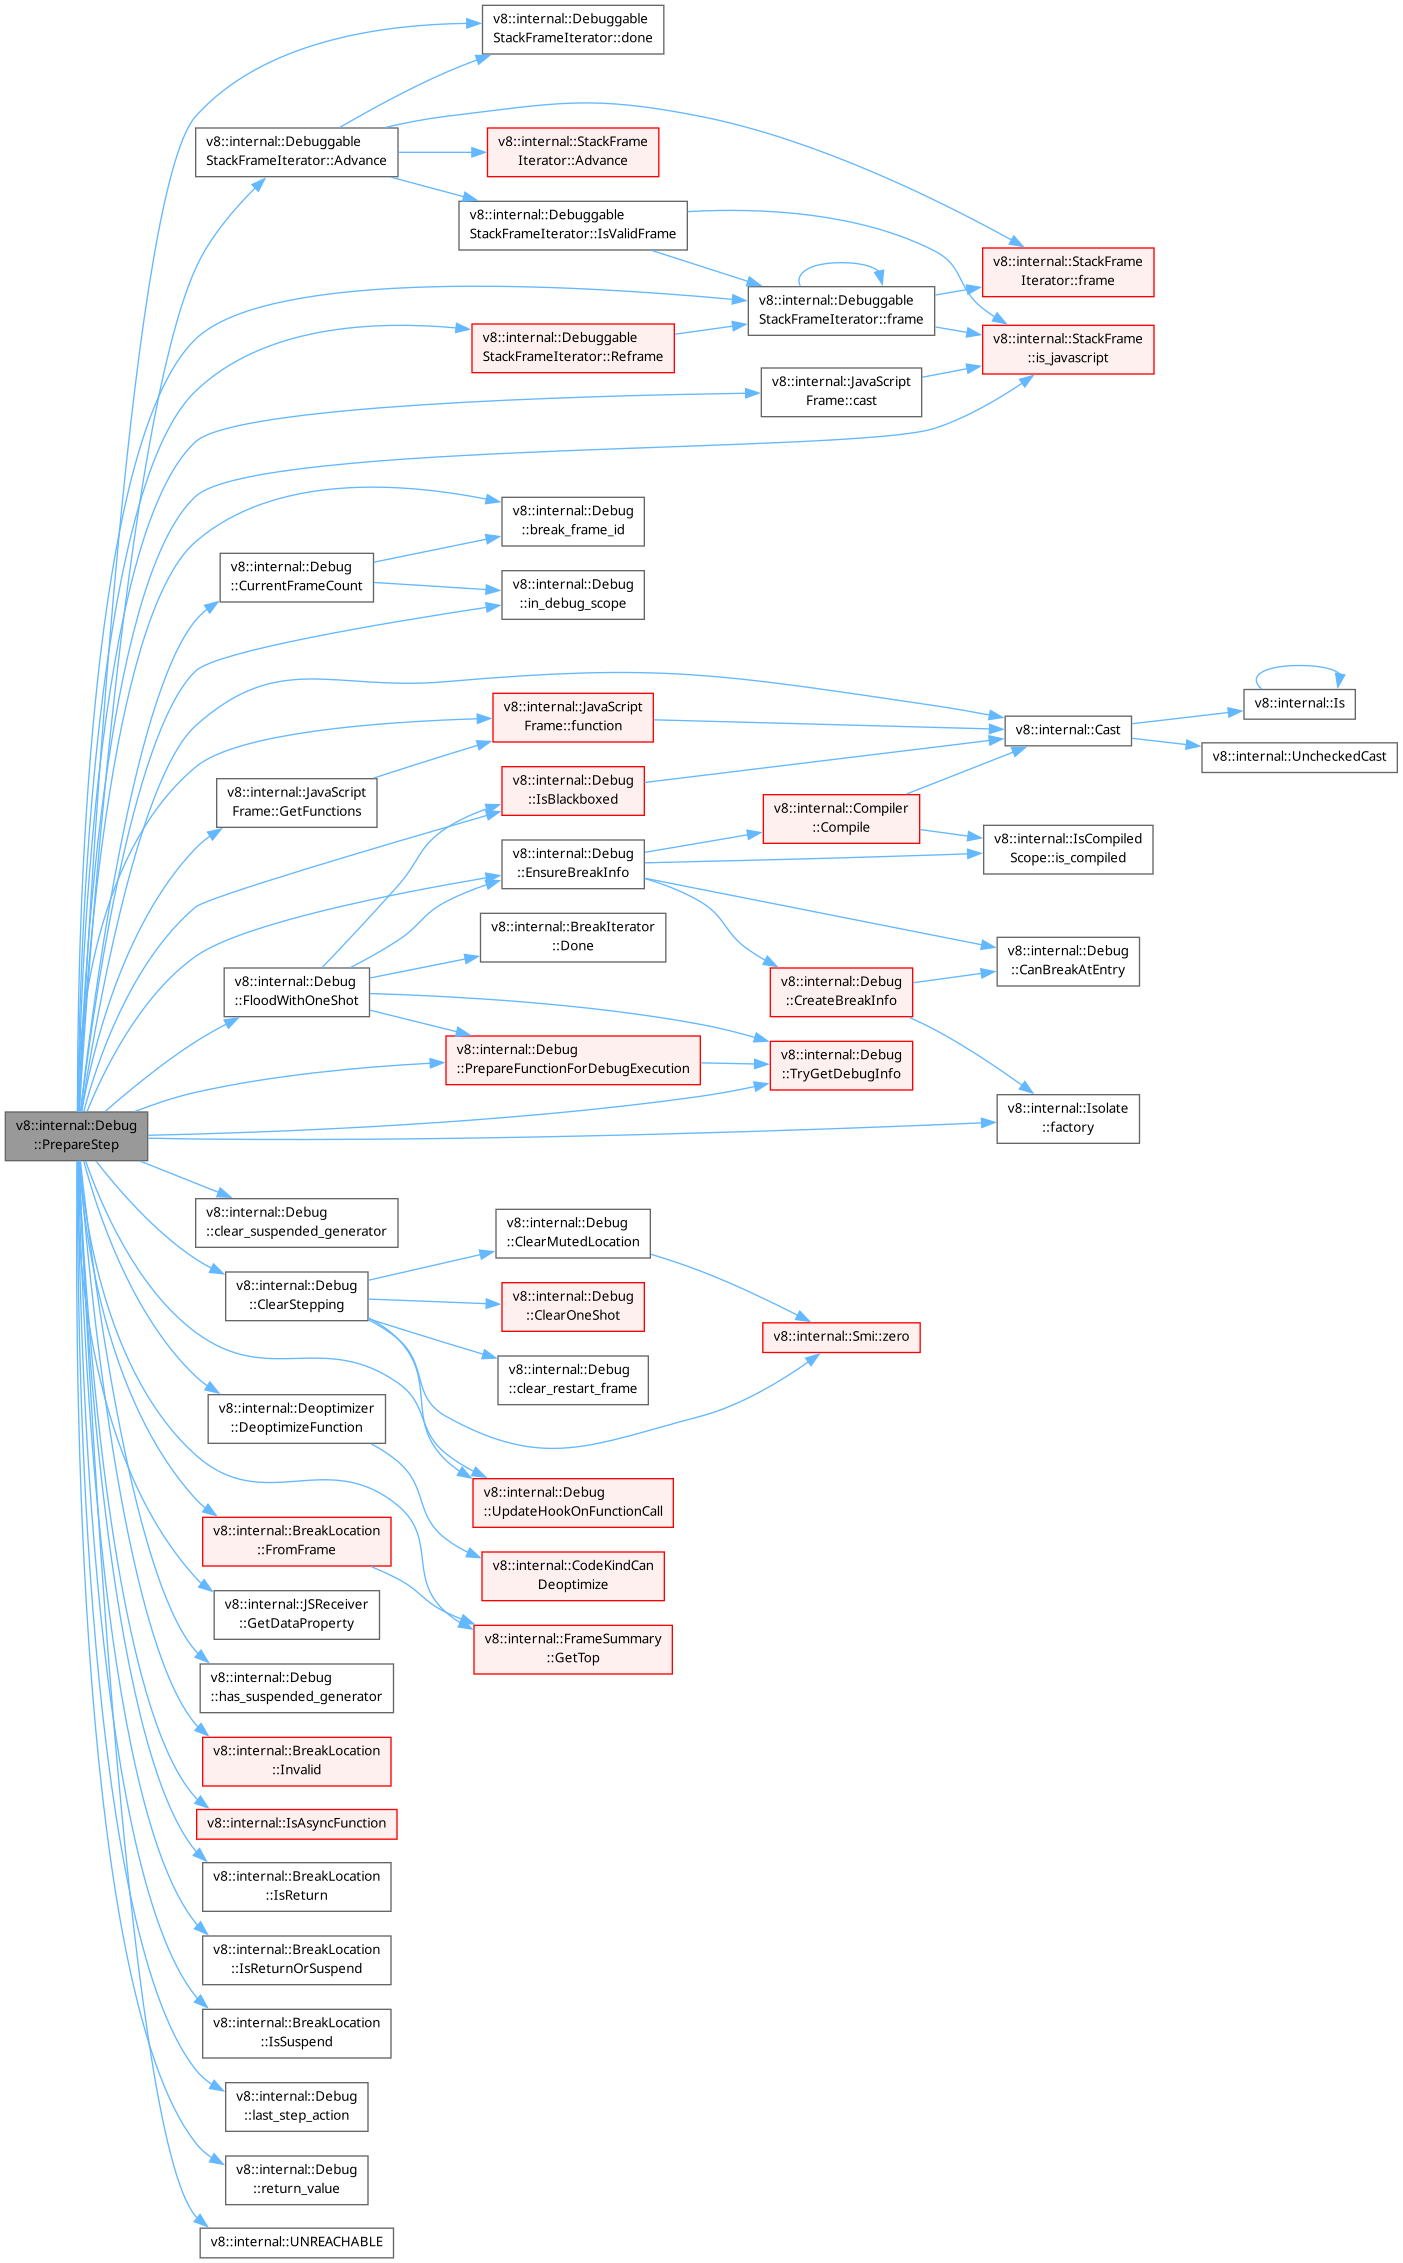 v8::internal::Debuggable
StackFrameIterator::done
v8::internal::Debuggable
StackFrameIterator::Advance
v8::internal::StackFrame
Iterator::Advance
v8::internal::Debuggable
StackFrameIterator::IsValidFrame
v8::internal::StackFrame
Iterator::frame
v8::internal::Debuggable
StackFrameIterator::frame
v8::internal::Debuggable
StackFrameIterator::Reframe
v8::internal::StackFrame
::is_javascript
v8::internal::JavaScript
Frame::cast
v8::internal::Debug
::break_frame_id
v8::internal::Debug
::CurrentFrameCount
v8::internal::Debug
::in_debug_scope
v8::internal::Is
v8::internal::JavaScript
Frame::function
v8::internal::Cast
v8::internal::UncheckedCast
v8::internal::JavaScript
Frame::GetFunctions
v8::internal::Debug
::IsBlackboxed
v8::internal::Compiler
::Compile
v8::internal::IsCompiled
Scope::is_compiled
v8::internal::Debug
::EnsureBreakInfo
v8::internal::BreakIterator
::Done
v8::internal::Debug
::CanBreakAtEntry
v8::internal::Debug
::FloodWithOneShot
v8::internal::Debug
::CreateBreakInfo
v8::internal::Debug
::PrepareFunctionForDebugExecution
v8::internal::Debug
::TryGetDebugInfo
v8::internal::Isolate
::factory
v8::internal::Debug
::PrepareStep
v8::internal::Debug
::clear_suspended_generator
v8::internal::Debug
::ClearMutedLocation
v8::internal::Debug
::ClearStepping
v8::internal::Debug
::ClearOneShot
v8::internal::Smi::zero
v8::internal::Debug
::clear_restart_frame
v8::internal::Deoptimizer
::DeoptimizeFunction
v8::internal::Debug
::UpdateHookOnFunctionCall
v8::internal::BreakLocation
::FromFrame
v8::internal::CodeKindCan
Deoptimize
v8::internal::JSReceiver
::GetDataProperty
v8::internal::FrameSummary
::GetTop
v8::internal::Debug
::has_suspended_generator
v8::internal::BreakLocation
::Invalid
v8::internal::IsAsyncFunction
v8::internal::BreakLocation
::IsReturn
v8::internal::BreakLocation
::IsReturnOrSuspend
v8::internal::BreakLocation
::IsSuspend
v8::internal::Debug
::last_step_action
v8::internal::Debug
::return_value
v8::internal::UNREACHABLE